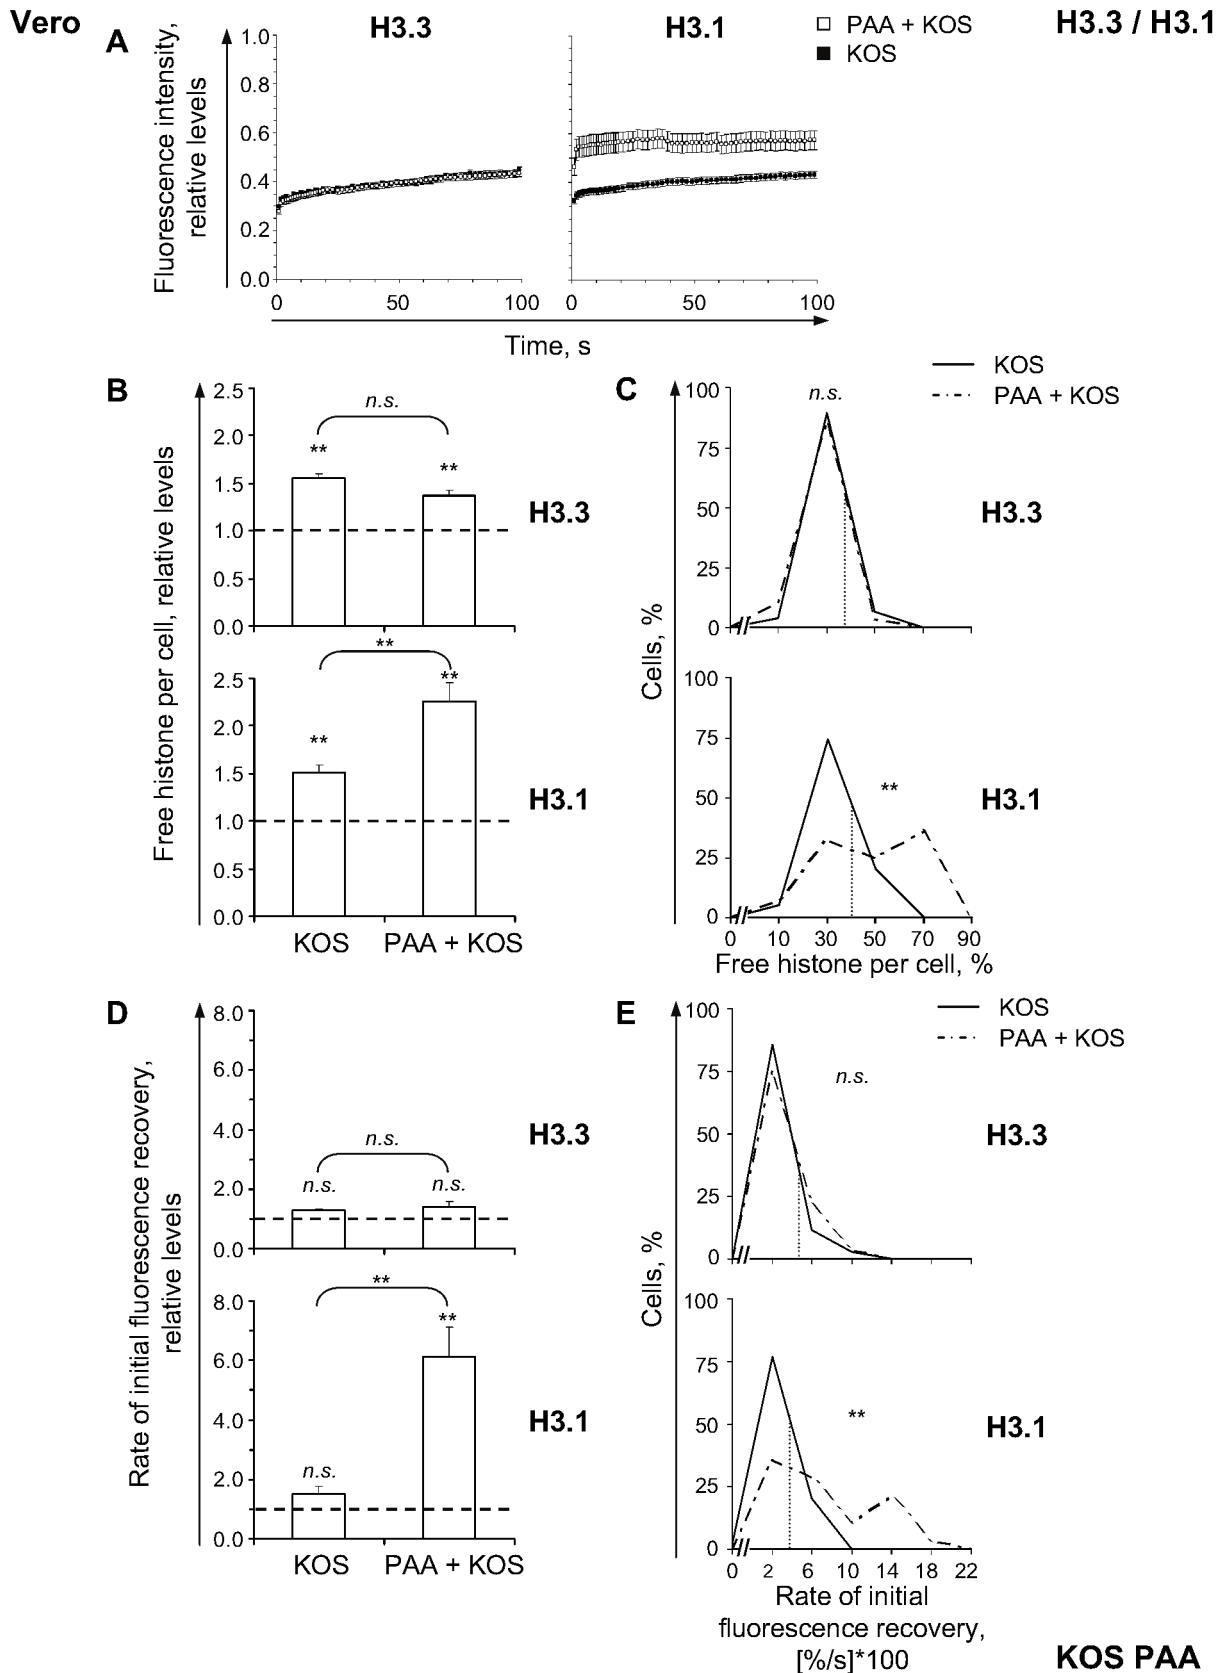 Vero
H3.3 / H3.1
A
H3.3
H3.1
PAA + KOS
KOS
Fluorescence intensity,
relative levels
1.0
0.8
0.6
0.4
0.2
0.0
0 50 100
0 50 100
Time, s
B
Free histone per cell, relative levels
2.5
2.0
1.5
1.0
0.5
0.0
n.s.
**
**
H3.3
2.5
2.0
1.5
1.0
0.5
0.0
**
**
**
H3.1
KOS PAA + KOS
C
KOS
PAA + KOS
Cells, %
100
75
50
25
0
n.s.
H3.3
100
75
50
25
0
**
H3.1
0 10 30 50 70 90
Free histone per cell, %
D
Rate of initial fluorescence recovery,
relative levels
8.0
6.0
4.0
2.0
0.0
n.s.
n.s.
n.s.
H3.3
8.0
6.0
4.0
2.0
0.0
**
**
n.s.
H3.1
KOS PAA + KOS
E
KOS
PAA + KOS
Cells, %
100
75
50
25
0
n.s.
H3.3
100
75
50
25
0
**
H3.1
0 2 6 10 14 18 22
Rate of initial
fluorescence recovery,
[%/s]*100
KOS PAA